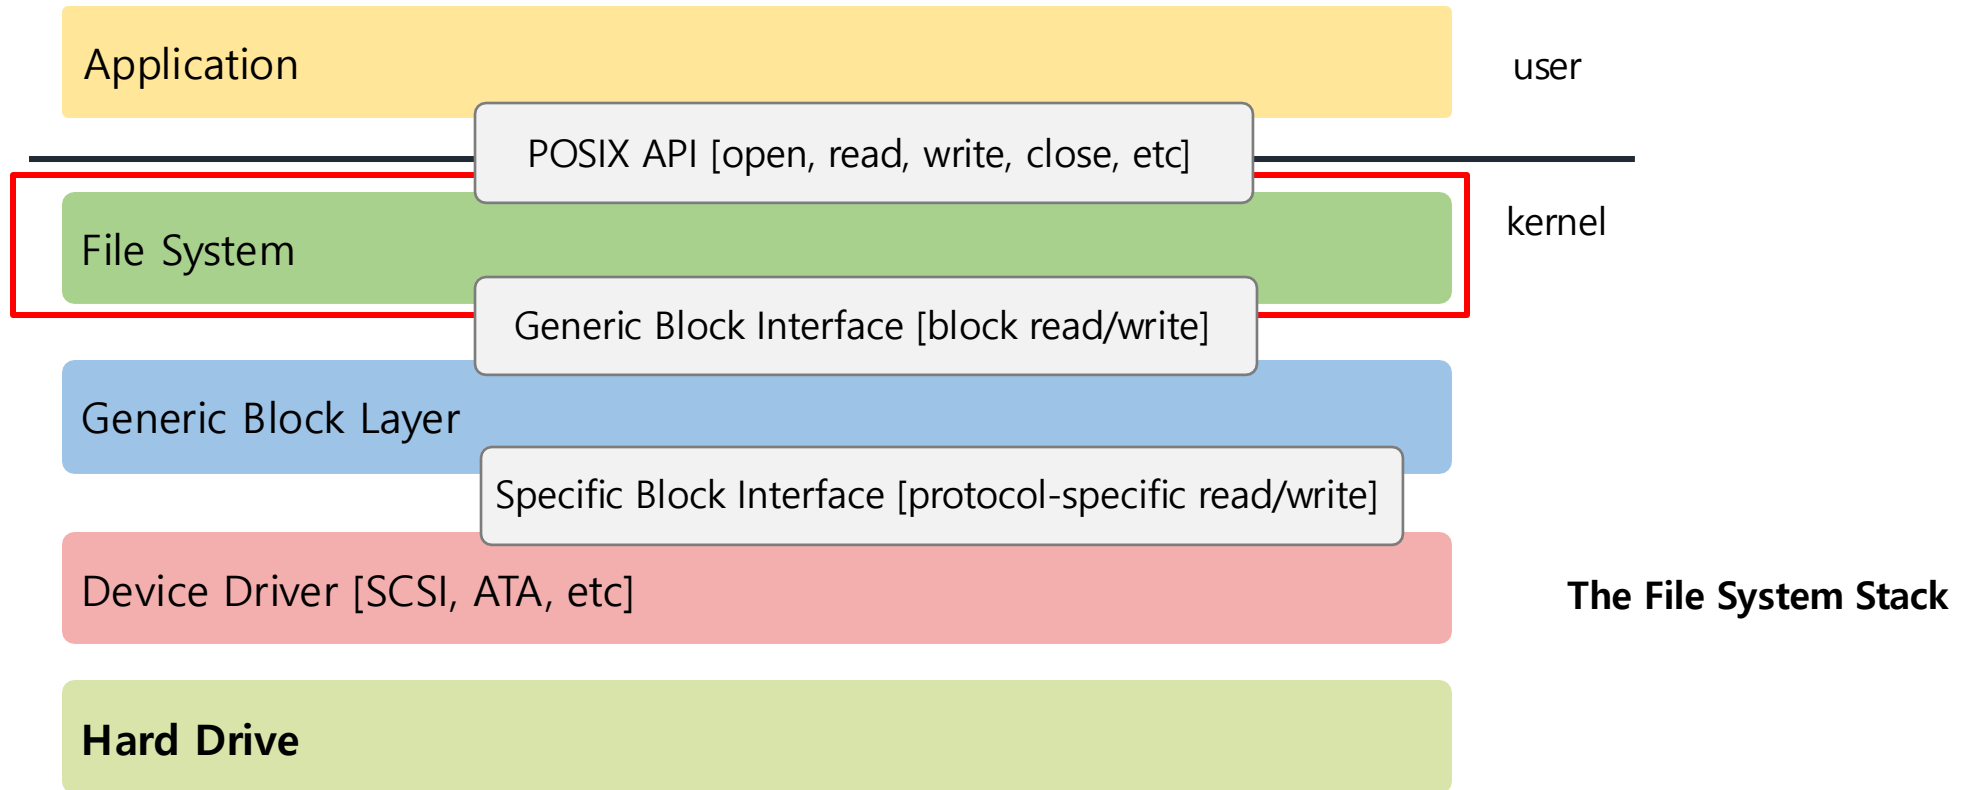 Application
user
POSIX API [open, read, write, close, etc]
kernel
File System
Generic Block Interface [block read/write]
Generic Block Layer
Specific Block Interface [protocol-specific read/write]
Device Driver [SCSI, ATA, etc]
The File System Stack
Hard Drive